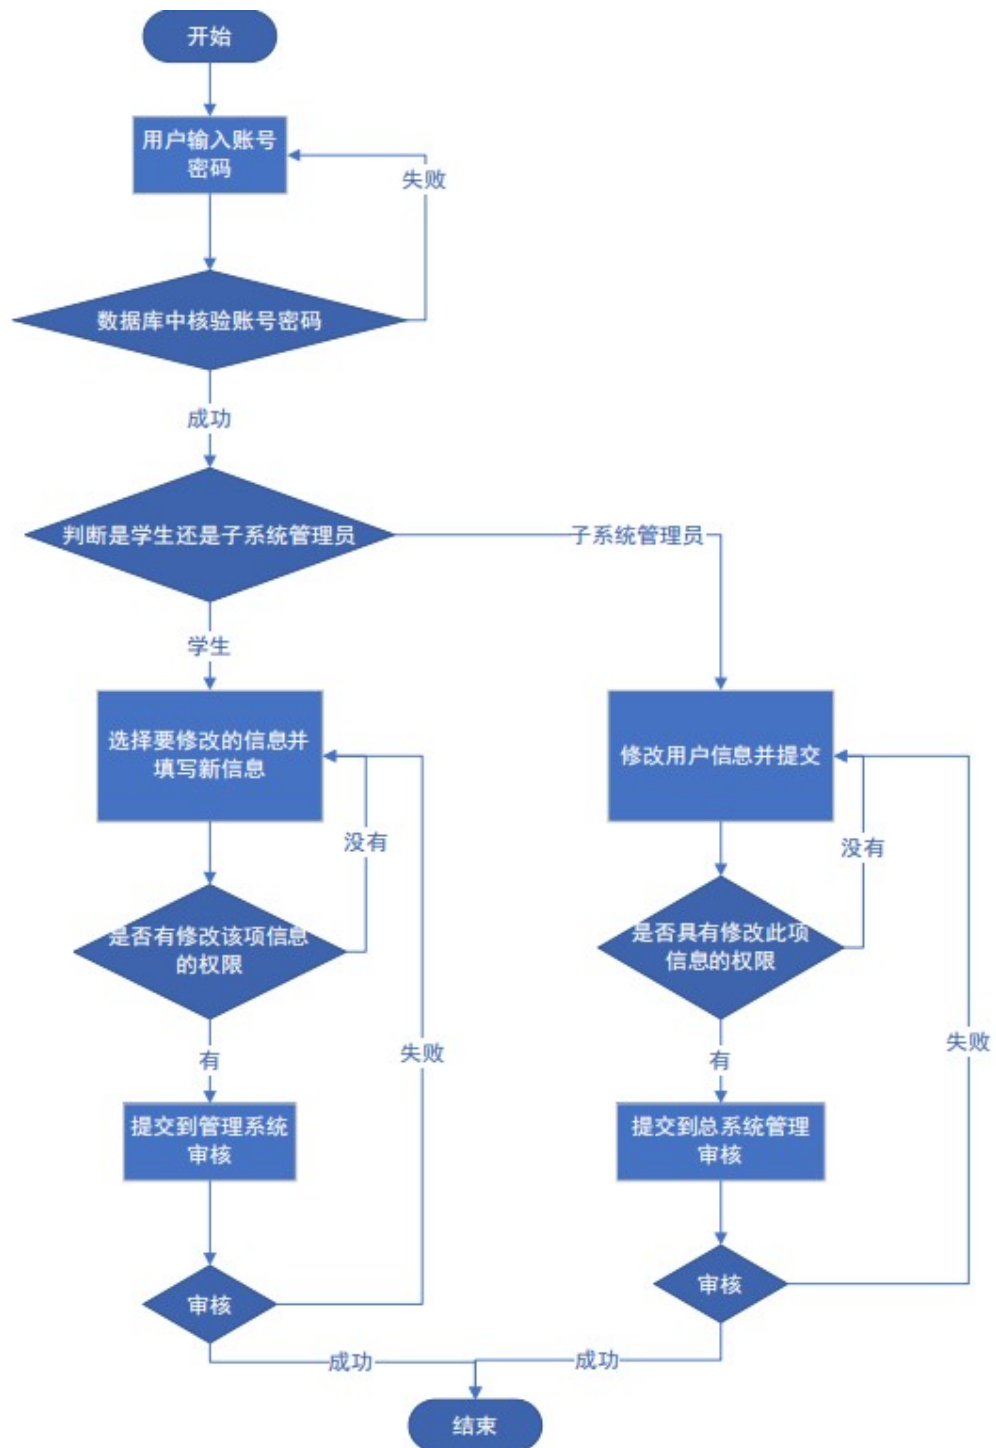 开始
用户输入账号
密码
失败
数据库中核验账号密码
成功
判断是学生还是子系统管理员
子系统管理员
学生
选择要修改的信息并
填写新信息
没有
是否有修改该项信息
的权限
有
失败
提交到管理系统
审核
审核
成功
修改用户信息并提交
没有
是否具有修改此项
信息的权限
有
失败
提交到总系统管理
审核
审核
成功
结束